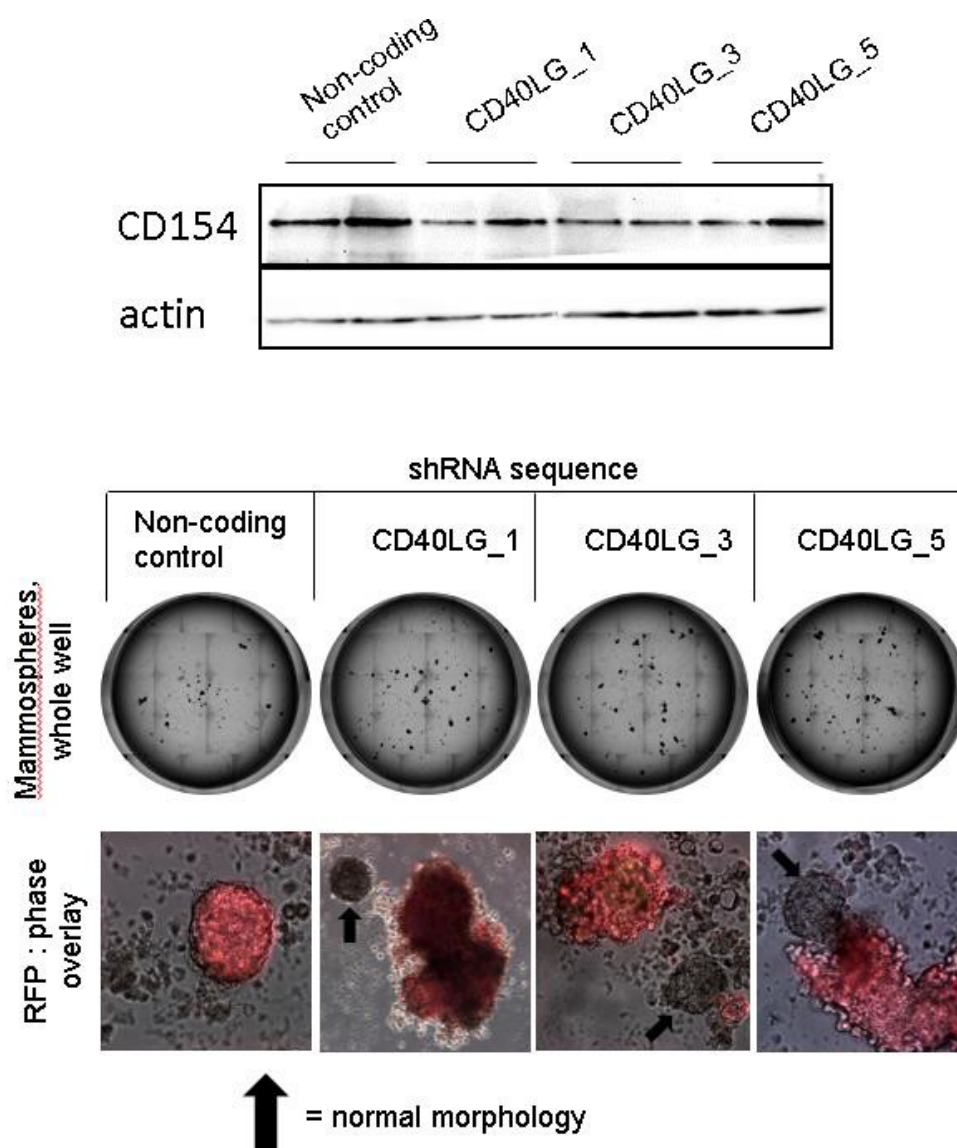 Non-coding
control
CD40LG_1
CD40LG_3
CD40LG_5
CD154
actin
shRNA sequence
Non-coding
control
CD40LG_1
CD40LG_3
CD40LG_5
Mammospheres,
whole well
RFP : phase
overlay
= normal morphology